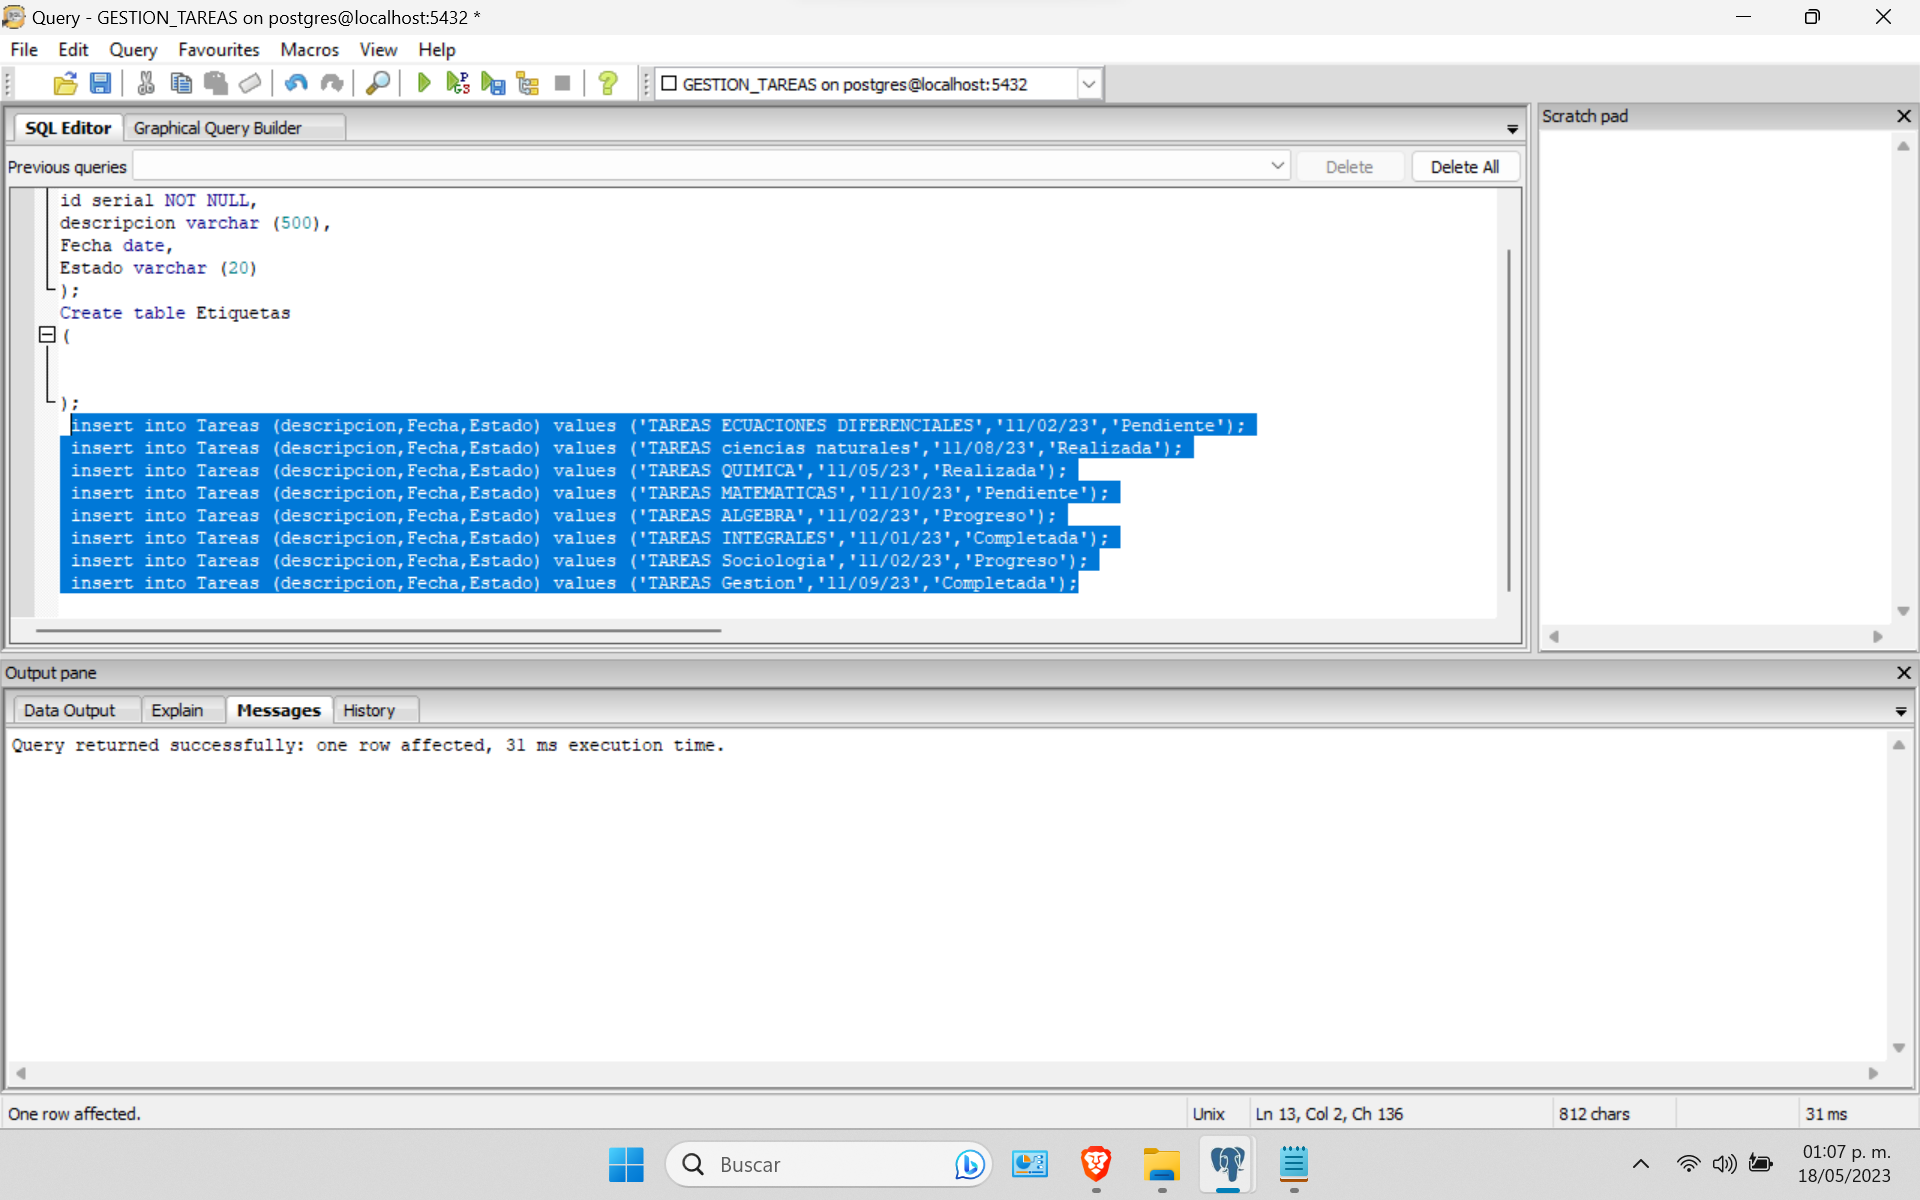 Query - GESTION_TAREAS on postgres@localhost:5432 *
File Edit Query Favourites Macros View Help
GESTION_TAREAS on postgres@localhost:5432
SQL Editor Graphical Query Builder
Scratch pad
Previous queries Delete Delete All
id serial NOT NULL,
descripcion varchar (500),
Fecha date,
Estado varchar (20)
);
Create table Etiquetas
(
);
insert into Tareas (descripcion,Fecha,Estado) values ('TAREAS ECUACIONES DIFERENCIALES','11/02/23','Pendiente');
insert into Tareas (descripcion,Fecha,Estado) values ('TAREAS ciencias naturales','11/08/23','Realizada');
insert into Tareas (descripcion,Fecha,Estado) values ('TAREAS QUIMICA','11/05/23','Realizada');
insert into Tareas (descripcion,Fecha,Estado) values ('TAREAS MATEMATICAS','11/10/23','Pendiente');
insert into Tareas (descripcion,Fecha,Estado) values ('TAREAS ALGEBRA','11/02/23','Progreso');
insert into Tareas (descripcion,Fecha,Estado) values ('TAREAS INTEGRALES','11/01/23','Completada');
insert into Tareas (descripcion,Fecha,Estado) values ('TAREAS Sociologia','11/02/23','Progreso');
insert into Tareas (descripcion,Fecha,Estado) values ('TAREAS Gestion','11/09/23','Completada');
Output pane
Data Output Explain Messages History
Query returned successfully: one row affected, 31 ms execution time.
One row affected. Unix Ln 13, Col 2, Ch 136 812 chars 31 ms
Buscar
01:07 p. m.
18/05/2023